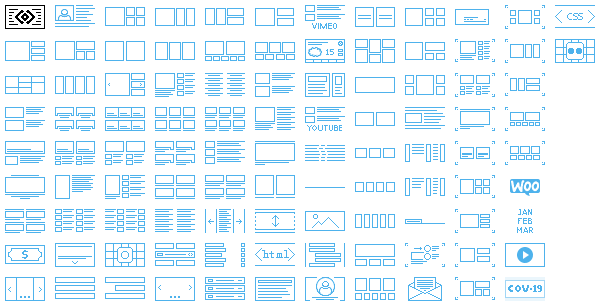 CSS
VIMEO
15
YOUTUBE
WOO
JAN
FEB
MAR
$
<html>
...
...
COV-19